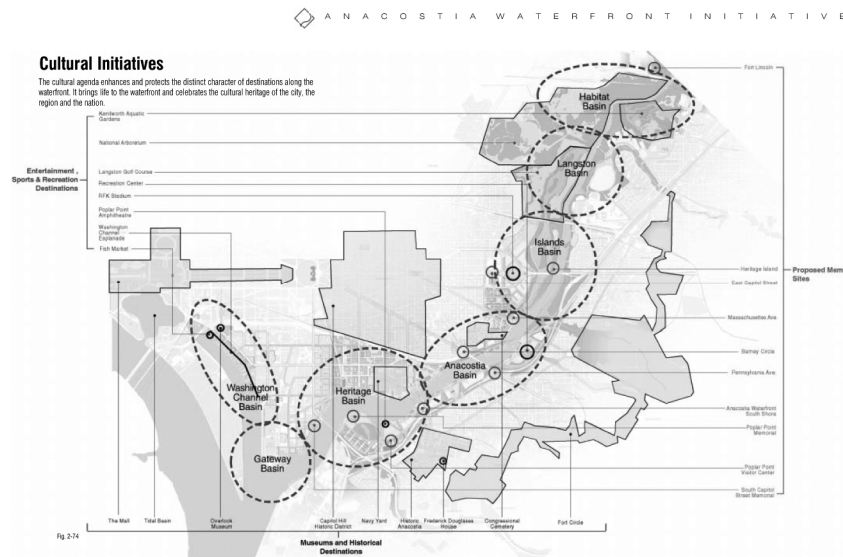 ANACOSTIA WATERFRONT INITIATIVE
Cultural Initiatives
The cultural agenda enhances and protects the distinct character of destinations along the
waterfront. It brings life to the waterfront and celebrates the cultural heritage of the city, the
region and the nation.
Fort Lincoln
Kenilworth Aquatic
Gardens
Habitat
Basin
National Arboretum
Langston Golf Course
Langston
Basin
Entertainment,
Sports & Recreation
Destinations
Recreation Center
RFK Stadium
Poplar Point
Amphitheatre
Washington
Channel
Esplanade
Fish Market
Islands
Basin
Heritage Island
Proposed Mem
Sites
East Capitol Street
Massachusettes Ave
Barney Circle
Anacostia
Basin
Pennsylvania Ave.
Washington
Channel
Basin
Heritage
Basin
Anacostia Waterfront
South Shore
Poplar Point
Memorial
Gateway
Basin
Poplar Point
Visitor Center
South Capitol
Street Memorial
The Mall
Tidal Basin
Overlook
Museum
Capitol Hill
Historic District
Navy Yard
Historic
Anacostia
Frederick Douglasss
House
Congressional
Cemetery
Fort Circle
Fig. 2-74
Museums and Historical
Destinations